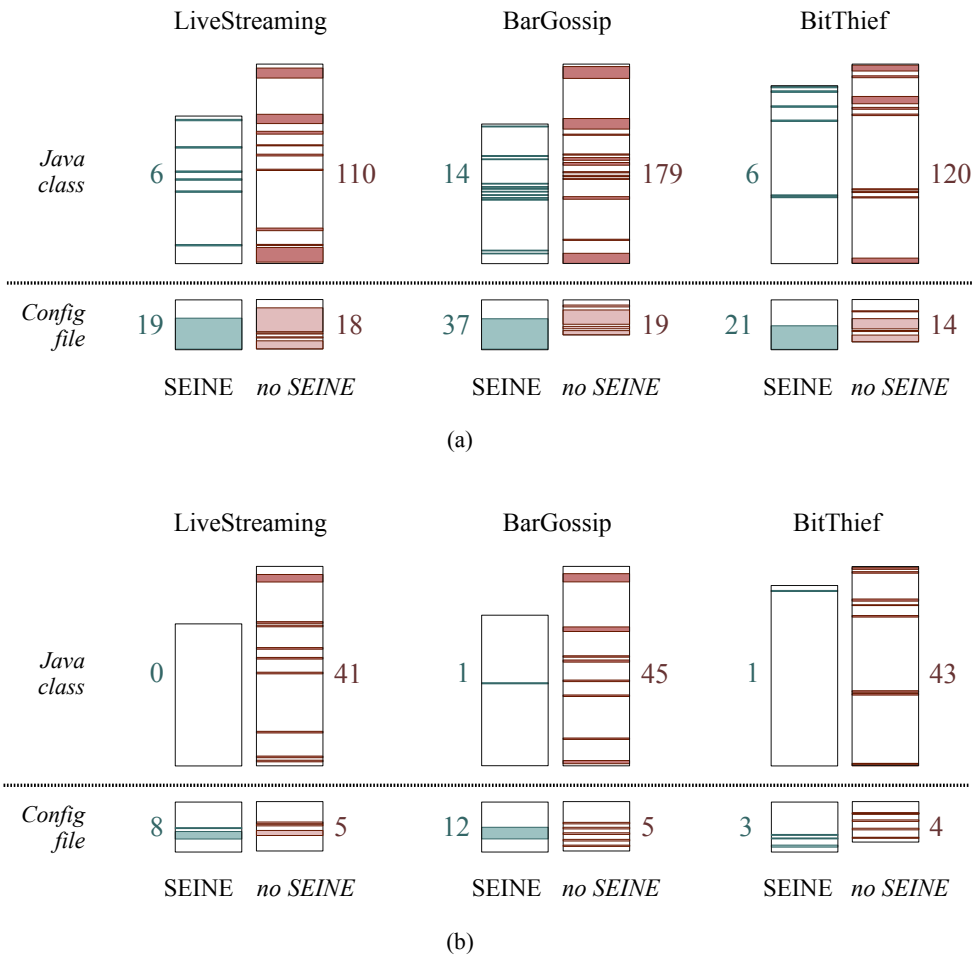 LiveStreaming BarGossip BitThief
Java class 6 110 14 179 6 120
Config file 19 18 37 19 21 14
SEINE no SEINE SEINE no SEINE SEINE no SEINE
(a)
LiveStreaming BarGossip BitThief
Java class 0 41 1 45 1 43
Config file 8 5 12 5 3 4
SEINE no SEINE SEINE no SEINE SEINE no SEINE
(b)